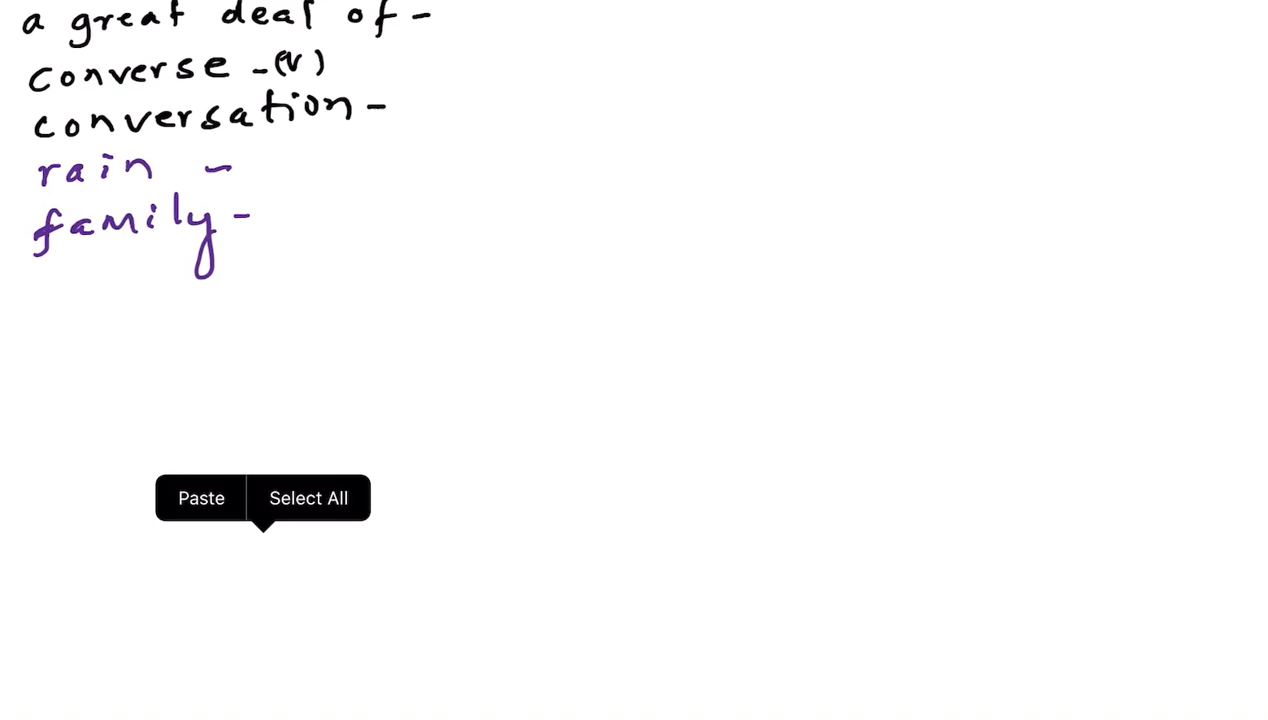 a great deal of -
converse -(v)
conversation -
rain -
family -
Paste Select All